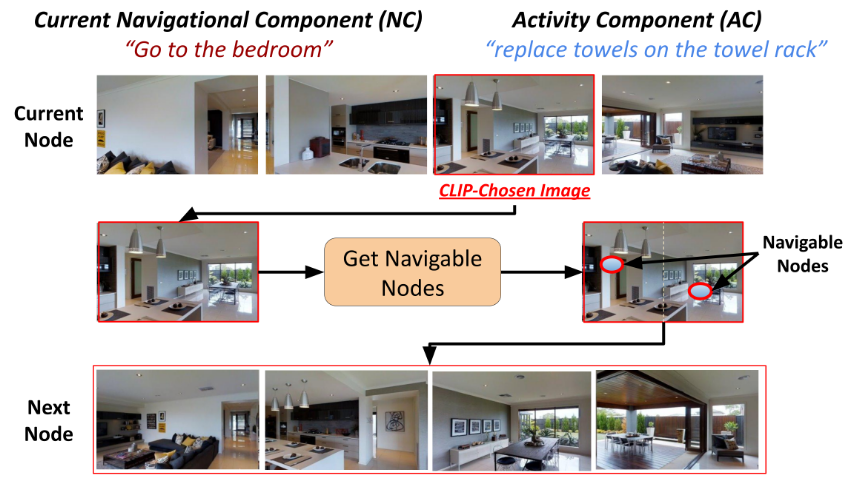 Current Navigational Component (NC)
Activity Component (AC)
“Go to the bedroom”
“replace towels on the towel rack”
Current
Node
CLIP-Chosen Image
Get Navigable
Nodes
Navigable
Nodes
Next
Node